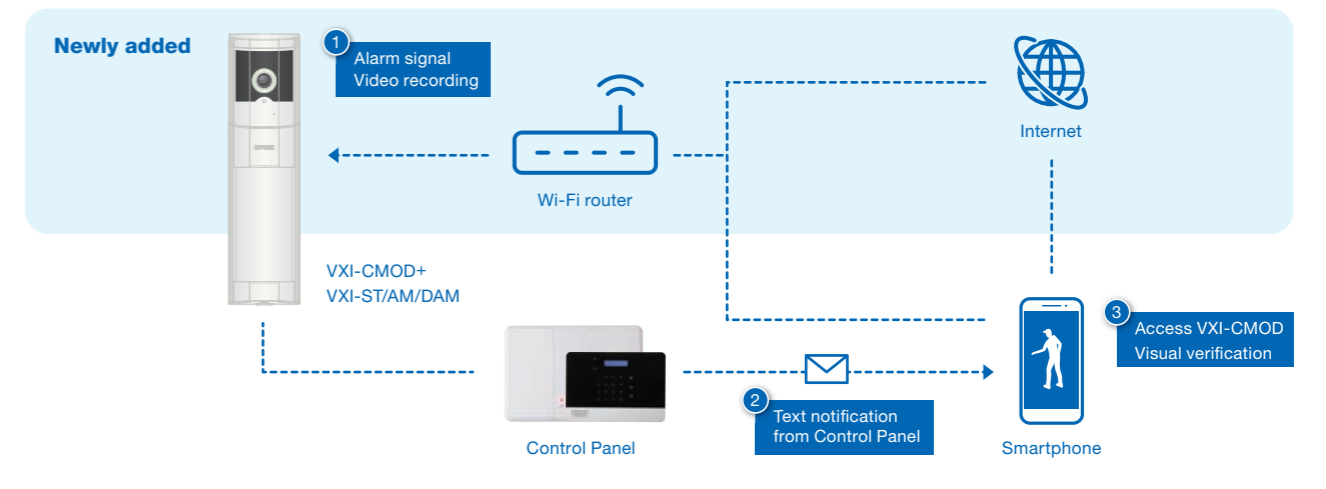 Newly added
1
Alarm signal
Video recording
Internet
Wi-Fi router
VXI-CMOD+
VXI-ST/AM/DAM
3
Access VXI-CMOD
Visual verification
2
Text notification
from Control Panel
Control Panel
Smartphone